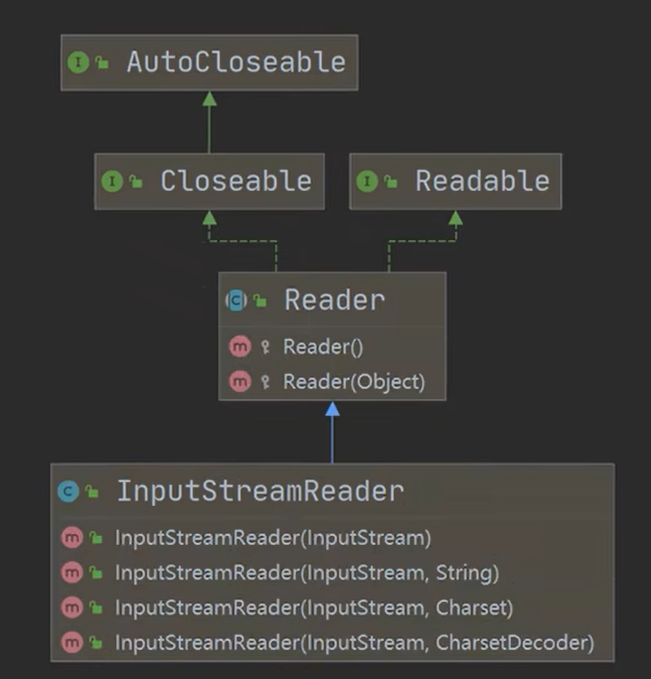 AutoCloseable
Closeable
Readable
Reader
Reader()
Reader(Object)
InputStreamReader
InputStreamReader(InputStream)
InputStreamReader(InputStream, String)
InputStreamReader(InputStream, Charset)
InputStreamReader(InputStream, CharsetDecoder)